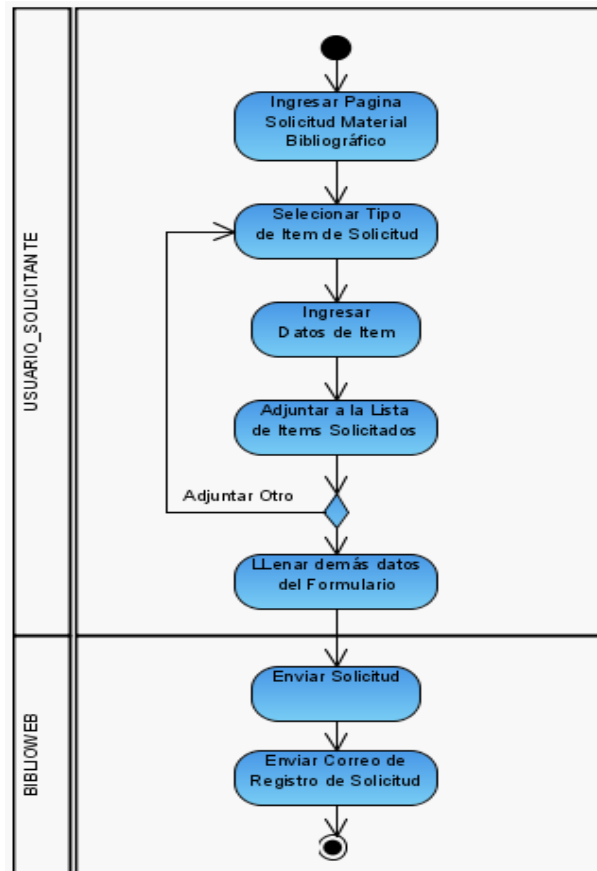 Ingresar Pagina
Solicitud Material
Bibliográfico
Selecionar Tipo
de Item de Solicitud
Ingresar
Datos de Item
Adjuntar a la Lista
de Items Solicitados
Adjuntar Otro
LLenar demás datos
del Formulario
USUARIO_SOLICITANTE
Enviar Solicitud
Enviar Correo de
Registro de Solicitud
BIBLIOWEB